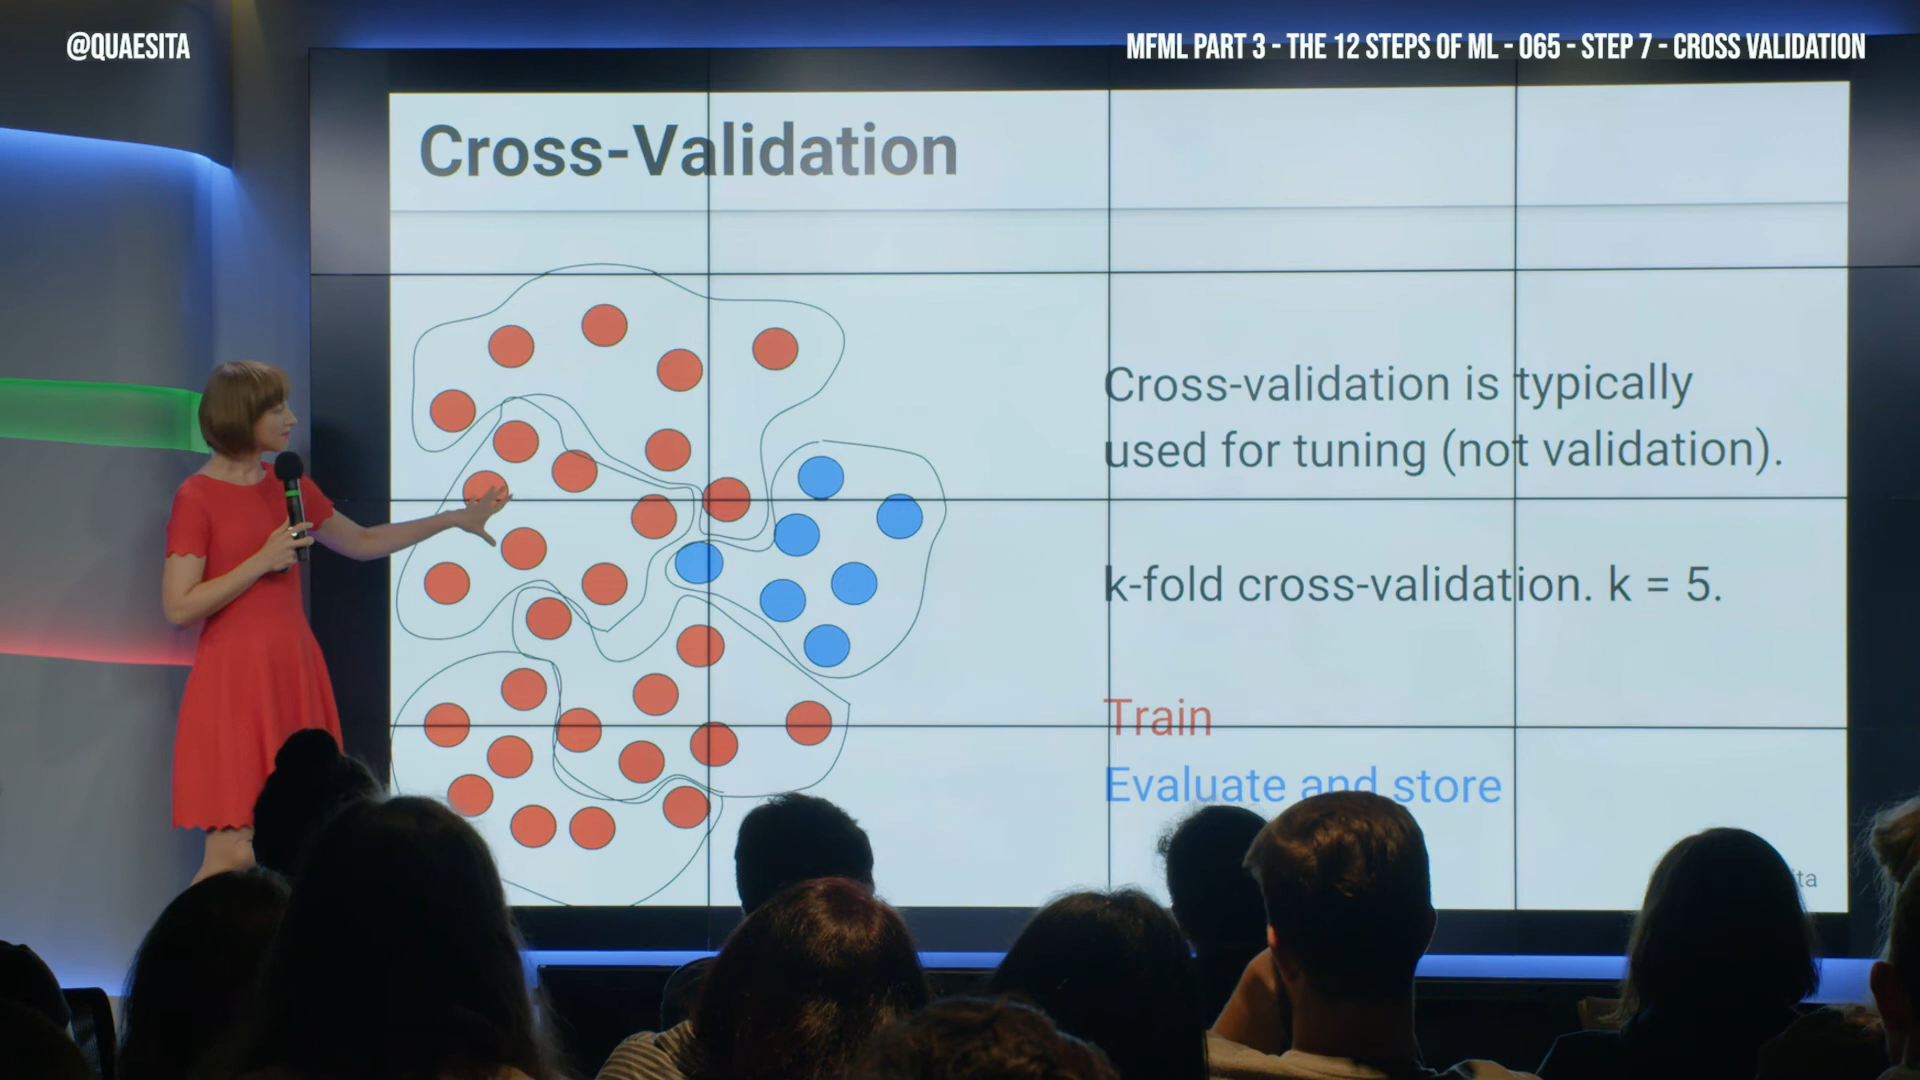 @QUAESITA
MFML PART 3 - THE 12 STEPS OF ML - 065 - STEP 7 - CROSS VALIDATION
Cross-Validation
Cross-validation is typically
used for tuning (not validation).
k-fold cross-validation. k = 5.
Train
Evaluate and store